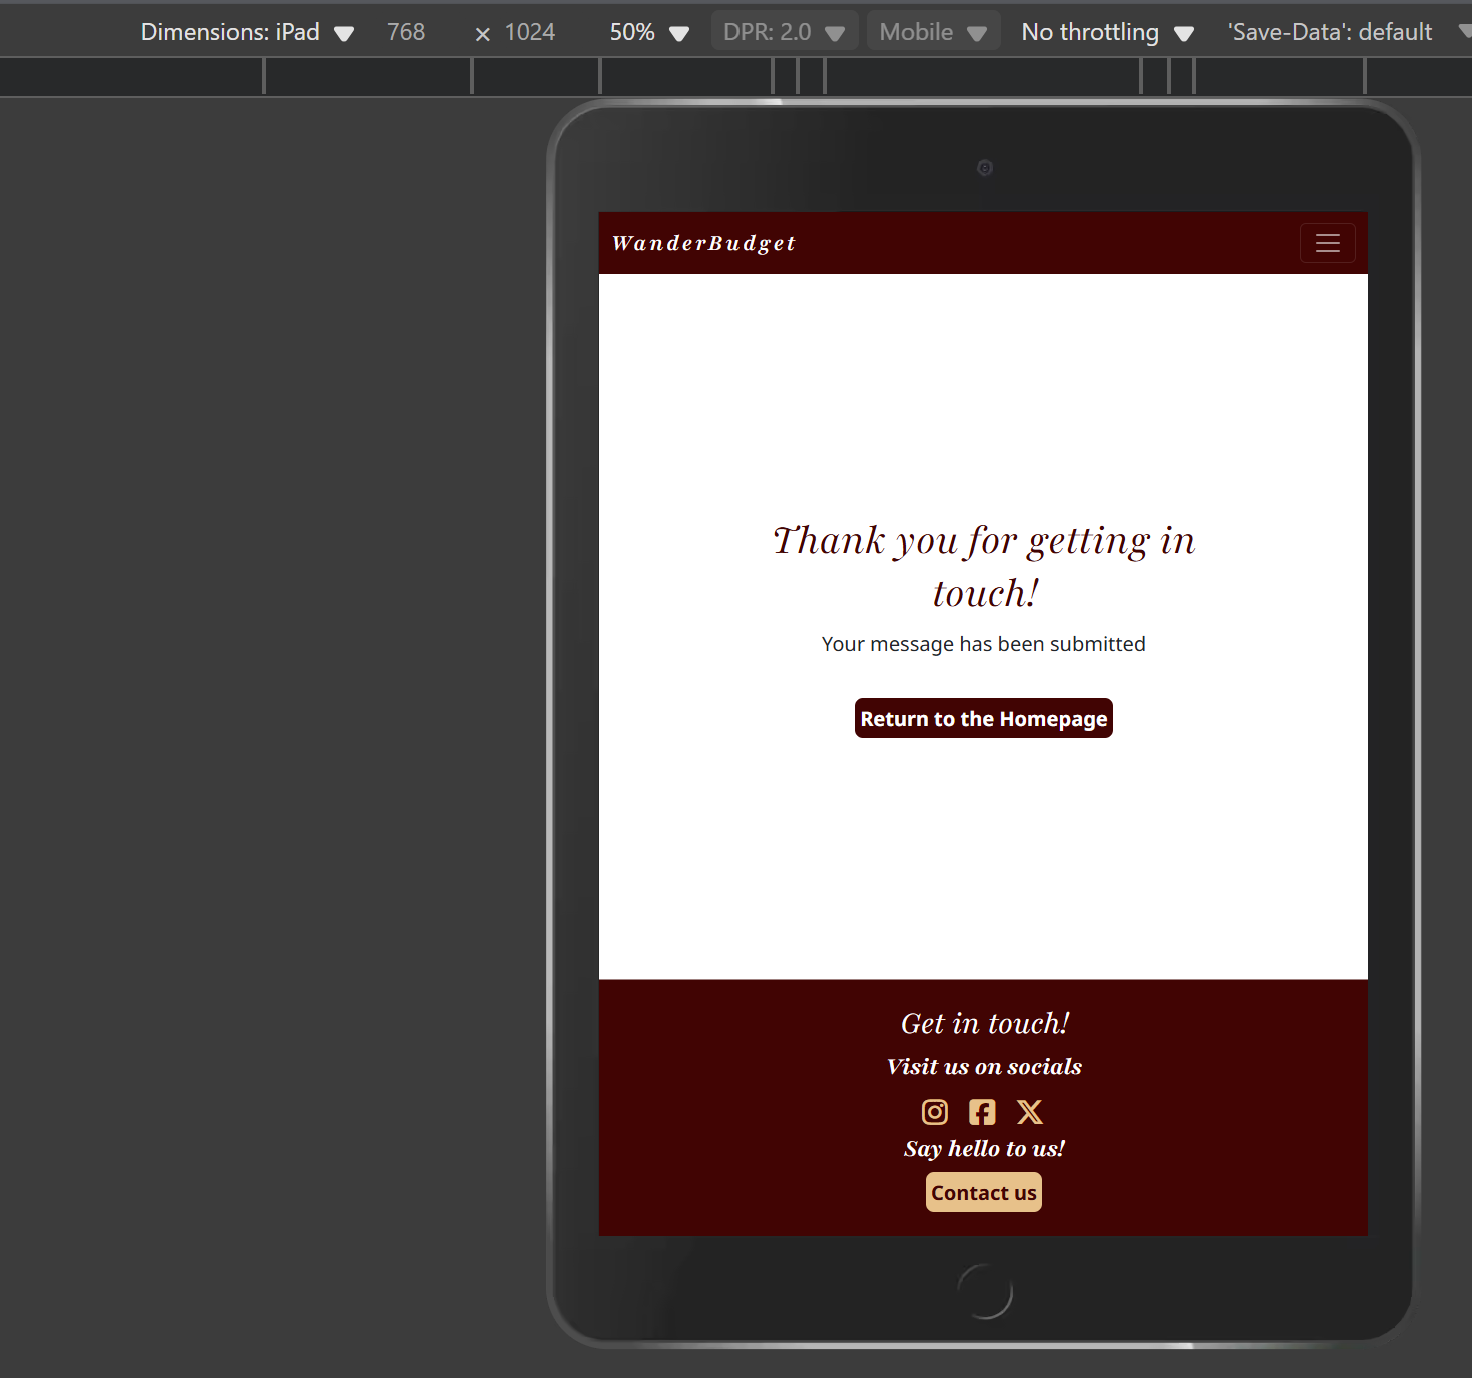 Dimensions: iPad 768 × 1024 50% DPR: 2.0 Mobile No throttling 'Save-Data': default
WanderBudget
Thank you for getting in
touch!
Your message has been submitted
Return to the Homepage
Get in touch!
Visit us on socials
Say hello to us!
Contact us